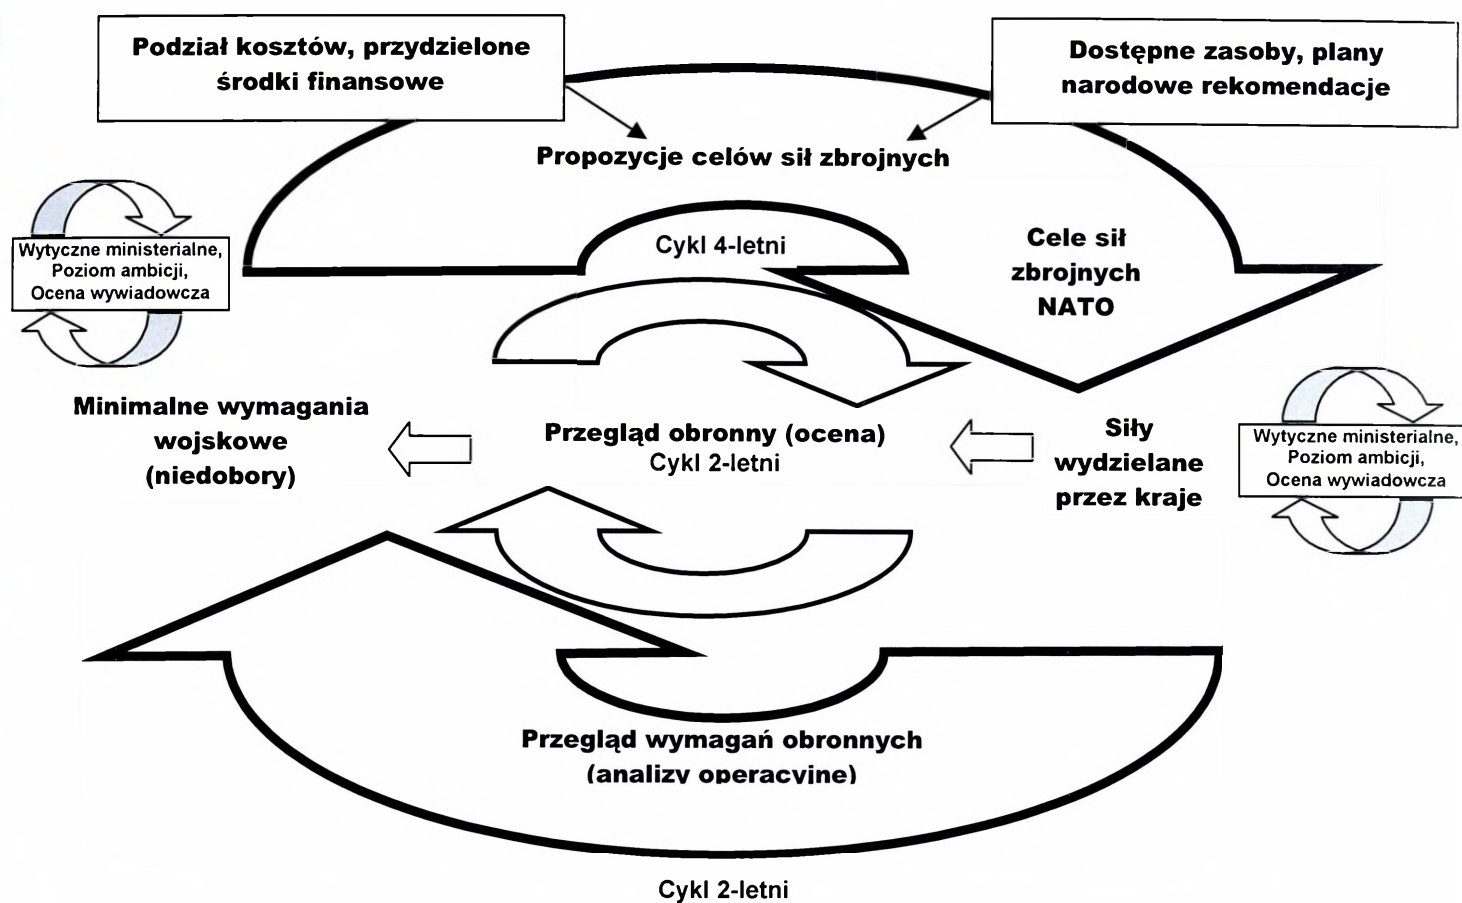 Podział kosztów, przydzielone
środki finansowe
Dostępne zasoby, plany
narodowe rekomendacje
Propozycje celów sił zbrojnych
Cykl 4-letni
Cele sił
zbrojnych
NATO
Wytyczne ministerialne,
Poziom ambicji,
Ocena wywiadowcza
Minimalne wymagania
wojskowe
(niedobory)
Przegląd obronny (ocena)
Cykl 2-letni
Siły
wydzielane
przez kraje
Wytyczne ministerialne,
Poziom ambicji,
Ocena wywiadowcza
Przegląd wymagań obronnych
(analizy operacyjne)
Cykl 2-letni